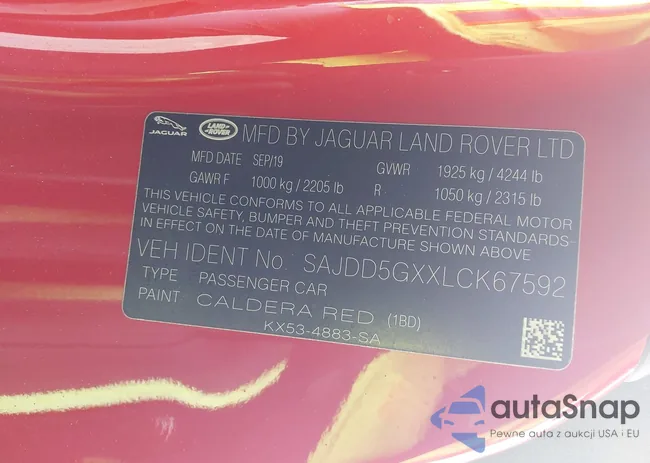 JAGUAR LAND ROVER MFD BY JAGUAR LAND ROVER LTD
MFD DATE SEP/19 GVWR 1925 kg / 4244 lb
GAWR F 1000 kg / 2205 lb R 1050 kg / 2315 lb
THIS VEHICLE CONFORMS TO ALL APPLICABLE FEDERAL MOTOR
VEHICLE SAFETY, BUMPER AND THEFT PREVENTION STANDARDS
IN EFFECT ON THE DATE OF MANUFACTURE SHOWN ABOVE
VEH IDENT No. SAJDD5GXXLCK67592
TYPE PASSENGER CAR
PAINT CALDERA RED (1BD)
KX53-4883-SA
autaSnap
Pewne auta z aukcji USA i EU